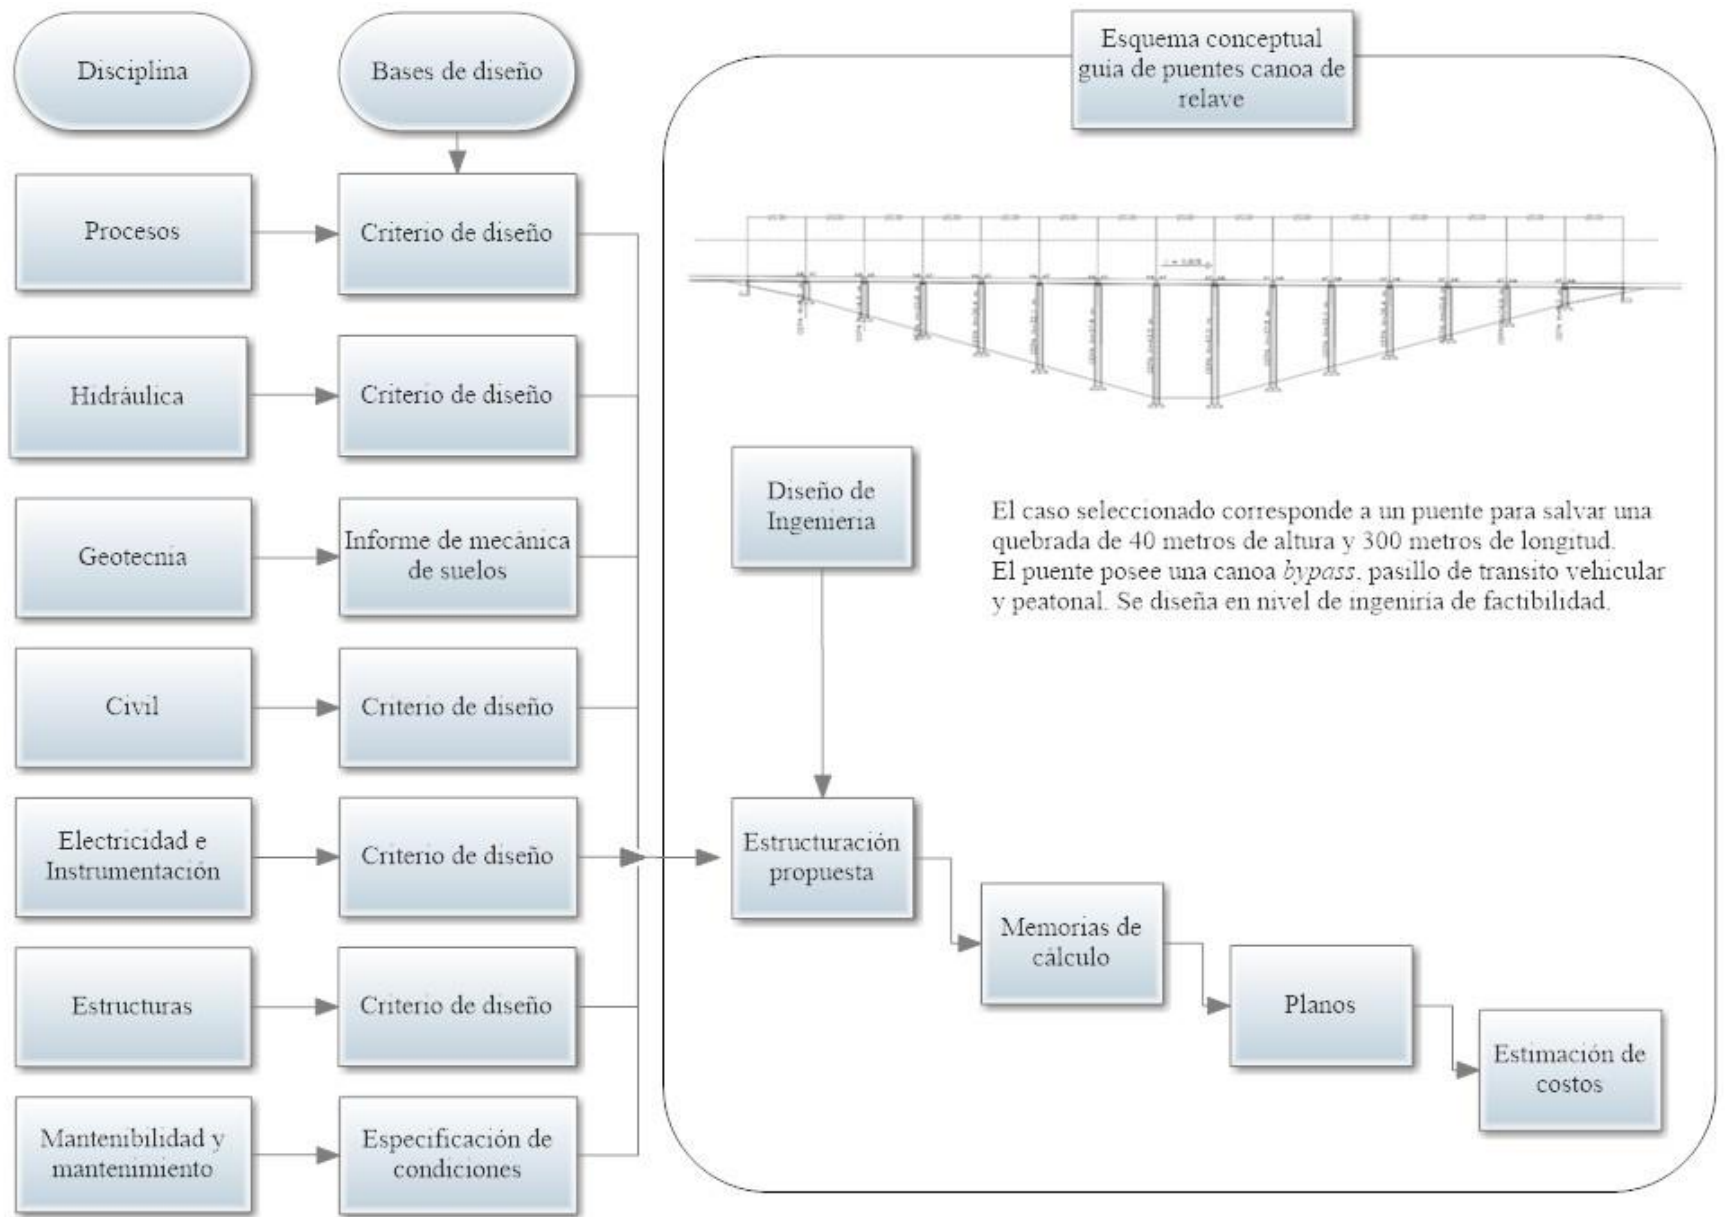 Disciplina
Bases de diseño
Esquema conceptual
guia de puentes canoa de
relave
Procesos
Criterio de diseño
Hidráulica
Criterio de diseño
Geotecnia
Informe de mecánica
de suelos
Civil
Criterio de diseño
Electricidad e
Instrumentación
Criterio de diseño
Estructuras
Criterio de diseño
Mantenibilidad y
mantenimiento
Especificación de
condiciones
Diseño de
Ingenieria
El caso seleccionado corresponde a un puente para salvar una
quebrada de 40 metros de altura y 300 metros de longitud.
El puente posee una canoa bypass, pasillo de transito vehicular
y peatonal. Se diseña en nivel de ingeniría de factibilidad.
Estructuración
propuesta
Memorias de
cálculo
Planos
Estimación de
costos